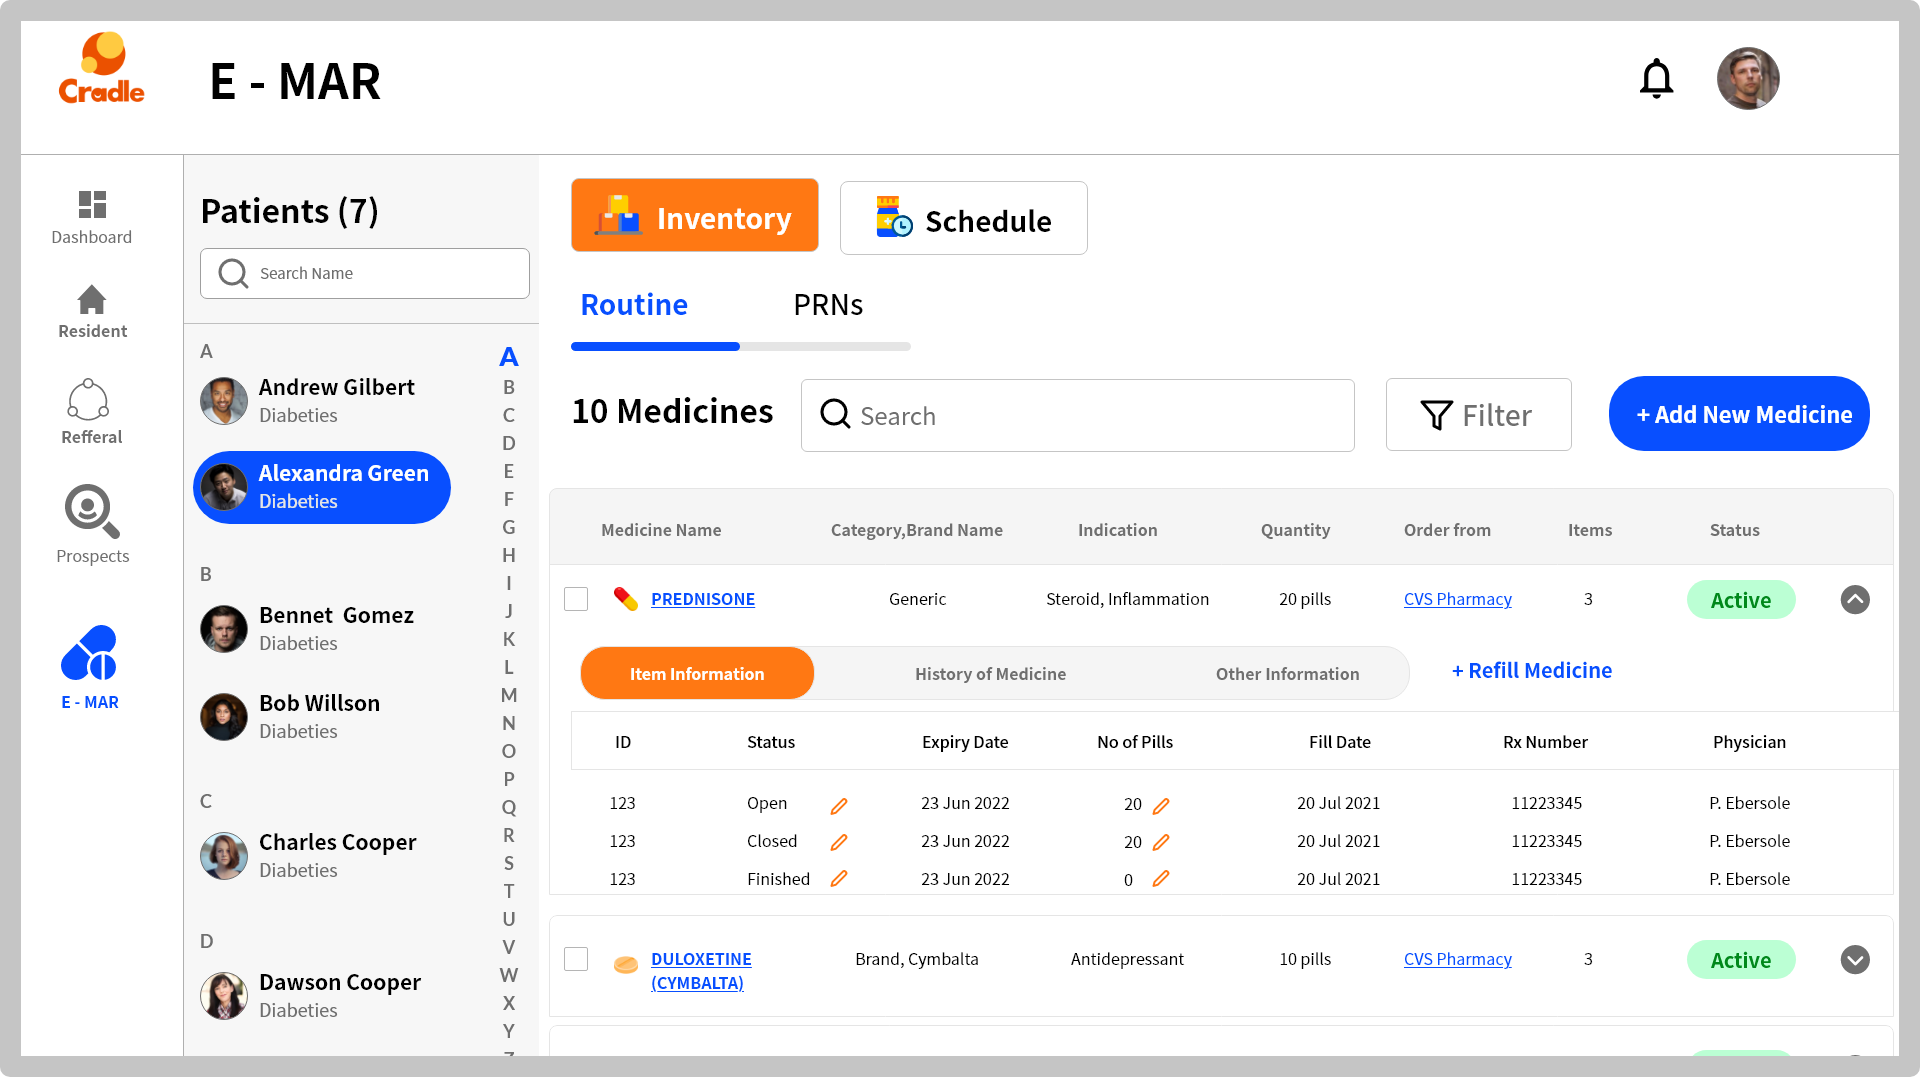 Cradle
E - MAR
Dashboard
Resident
Refferal
Prospects
E - MAR
Patients (7)
Search Name
A
Andrew Gilbert
Diabeties
Alexandra Green
Diabeties
B
Bennet  Gomez
Diabeties
Bob Willson
Diabeties
C
Charles Cooper
Diabeties
D
Dawson Cooper
Diabeties
A
B
C
D
E
F
G
H
I
J
K
L
M
N
O
P
Q
R
S
T
U
V
W
X
Y
Inventory
Schedule
Routine
PRNs
10 Medicines
Search
Filter
+ Add New Medicine
Medicine Name Category,Brand Name Indication Quantity Order from Items Status
PREDNISONE Generic Steroid, Inflammation 20 pills CVS Pharmacy 3 Active
Item Information History of Medicine Other Information + Refill Medicine
ID Status Expiry Date No of Pills Fill Date Rx Number Physician
123 Open 23 Jun 2022 20 20 Jul 2021 11223345 P. Ebersole
123 Closed 23 Jun 2022 20 20 Jul 2021 11223345 P. Ebersole
123 Finished 23 Jun 2022 0 20 Jul 2021 11223345 P. Ebersole
DULOXETINE Brand, Cymbalta Antidepressant 10 pills CVS Pharmacy 3 Active
(CYMBALTA)